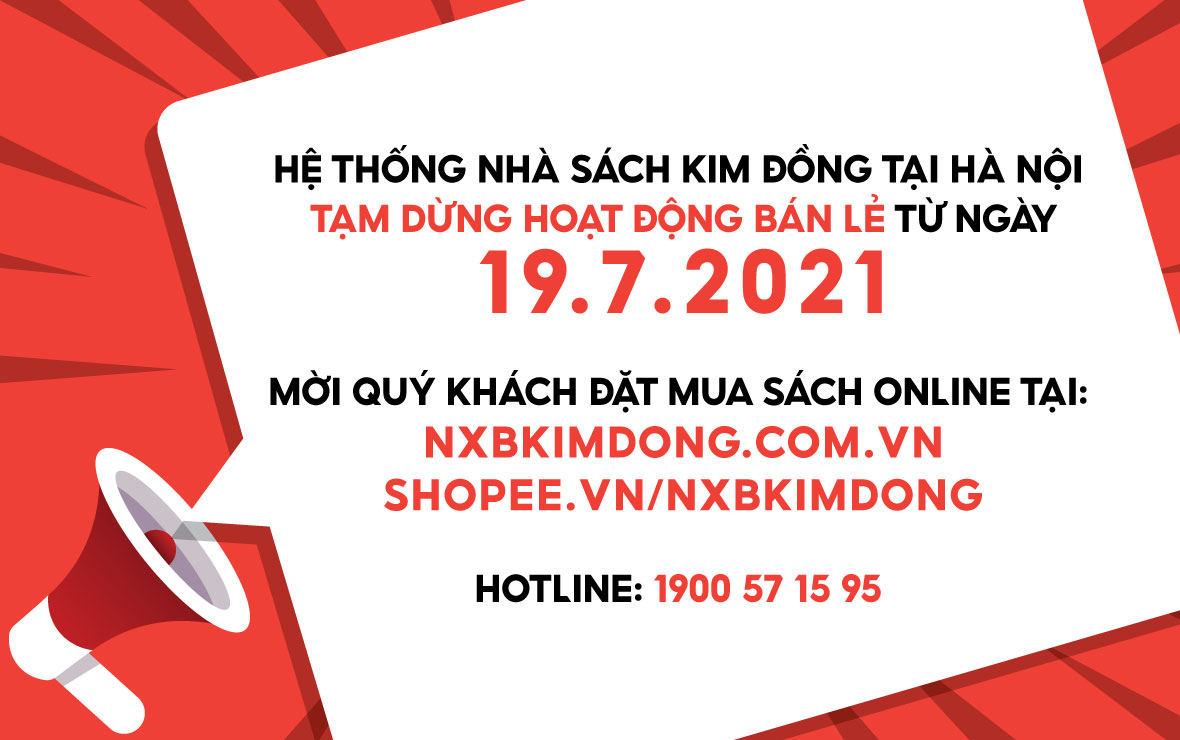 HỆ THỐNG NHÀ SÁCH KIM ĐỒNG TẠI HÀ NỘI
TẠM DỪNG HOẠT ĐỘNG BÁN LẺ TỪ NGÀY
19.7.2021
MỜI QUÝ KHÁCH ĐẶT MUA SÁCH ONLINE TẠI:
NXBKIMDONG.COM.VN
SHOPEE.VN/NXBKIMDONG
HOTLINE: 1900 57 15 95